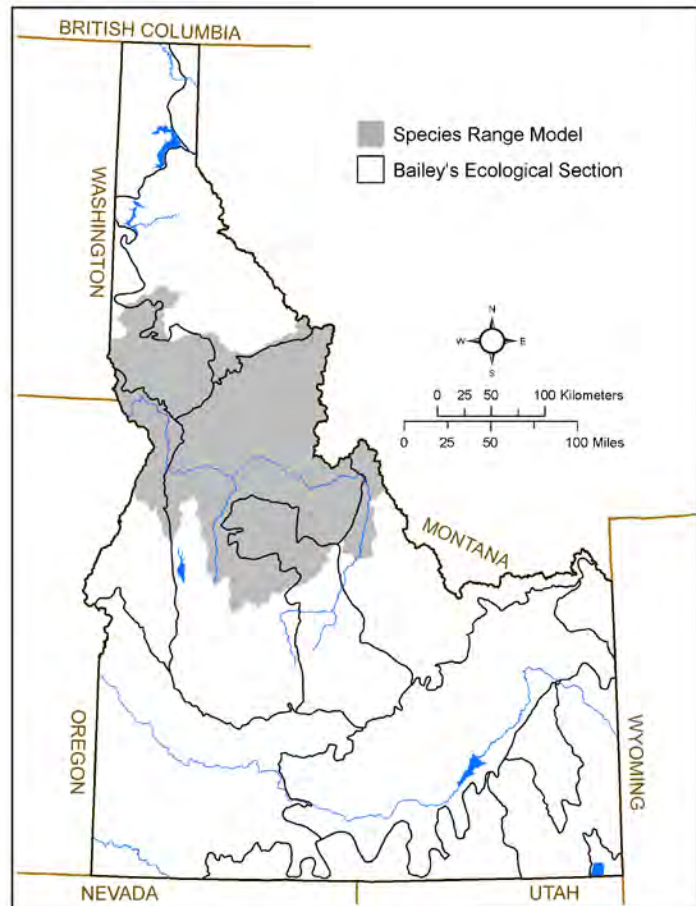 BRITISH COLUMBIA
Species Range Model
Bailey's Ecological Section
WASHINGTON
N
W E
S
0 25 50 100 Kilometers
0 25 50 100 Miles
MONTANA
OREGON
WYOMING
NEVADA UTAH